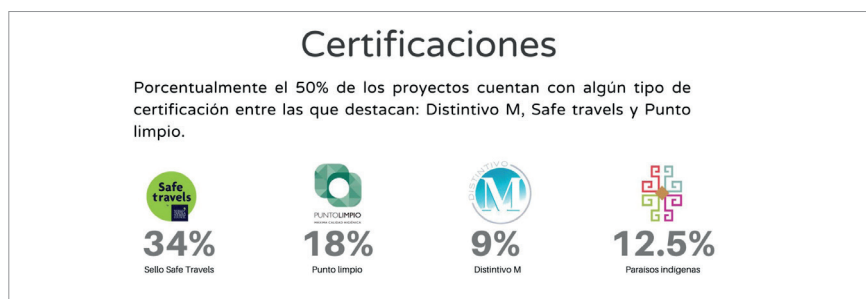 Certificaciones
Porcentualmente el 50% de los proyectos cuentan con algún tipo de
certificación entre las que destacan: Distintivo M, Safe travels y Punto
limpio.
Safe
travels
PUNTOLIMPIO
DISTINTIVO
M
34%
18%
9%
12.5%
Sello Safe Travels
Punto limpio
Distintivo M
Paraisos indigenas